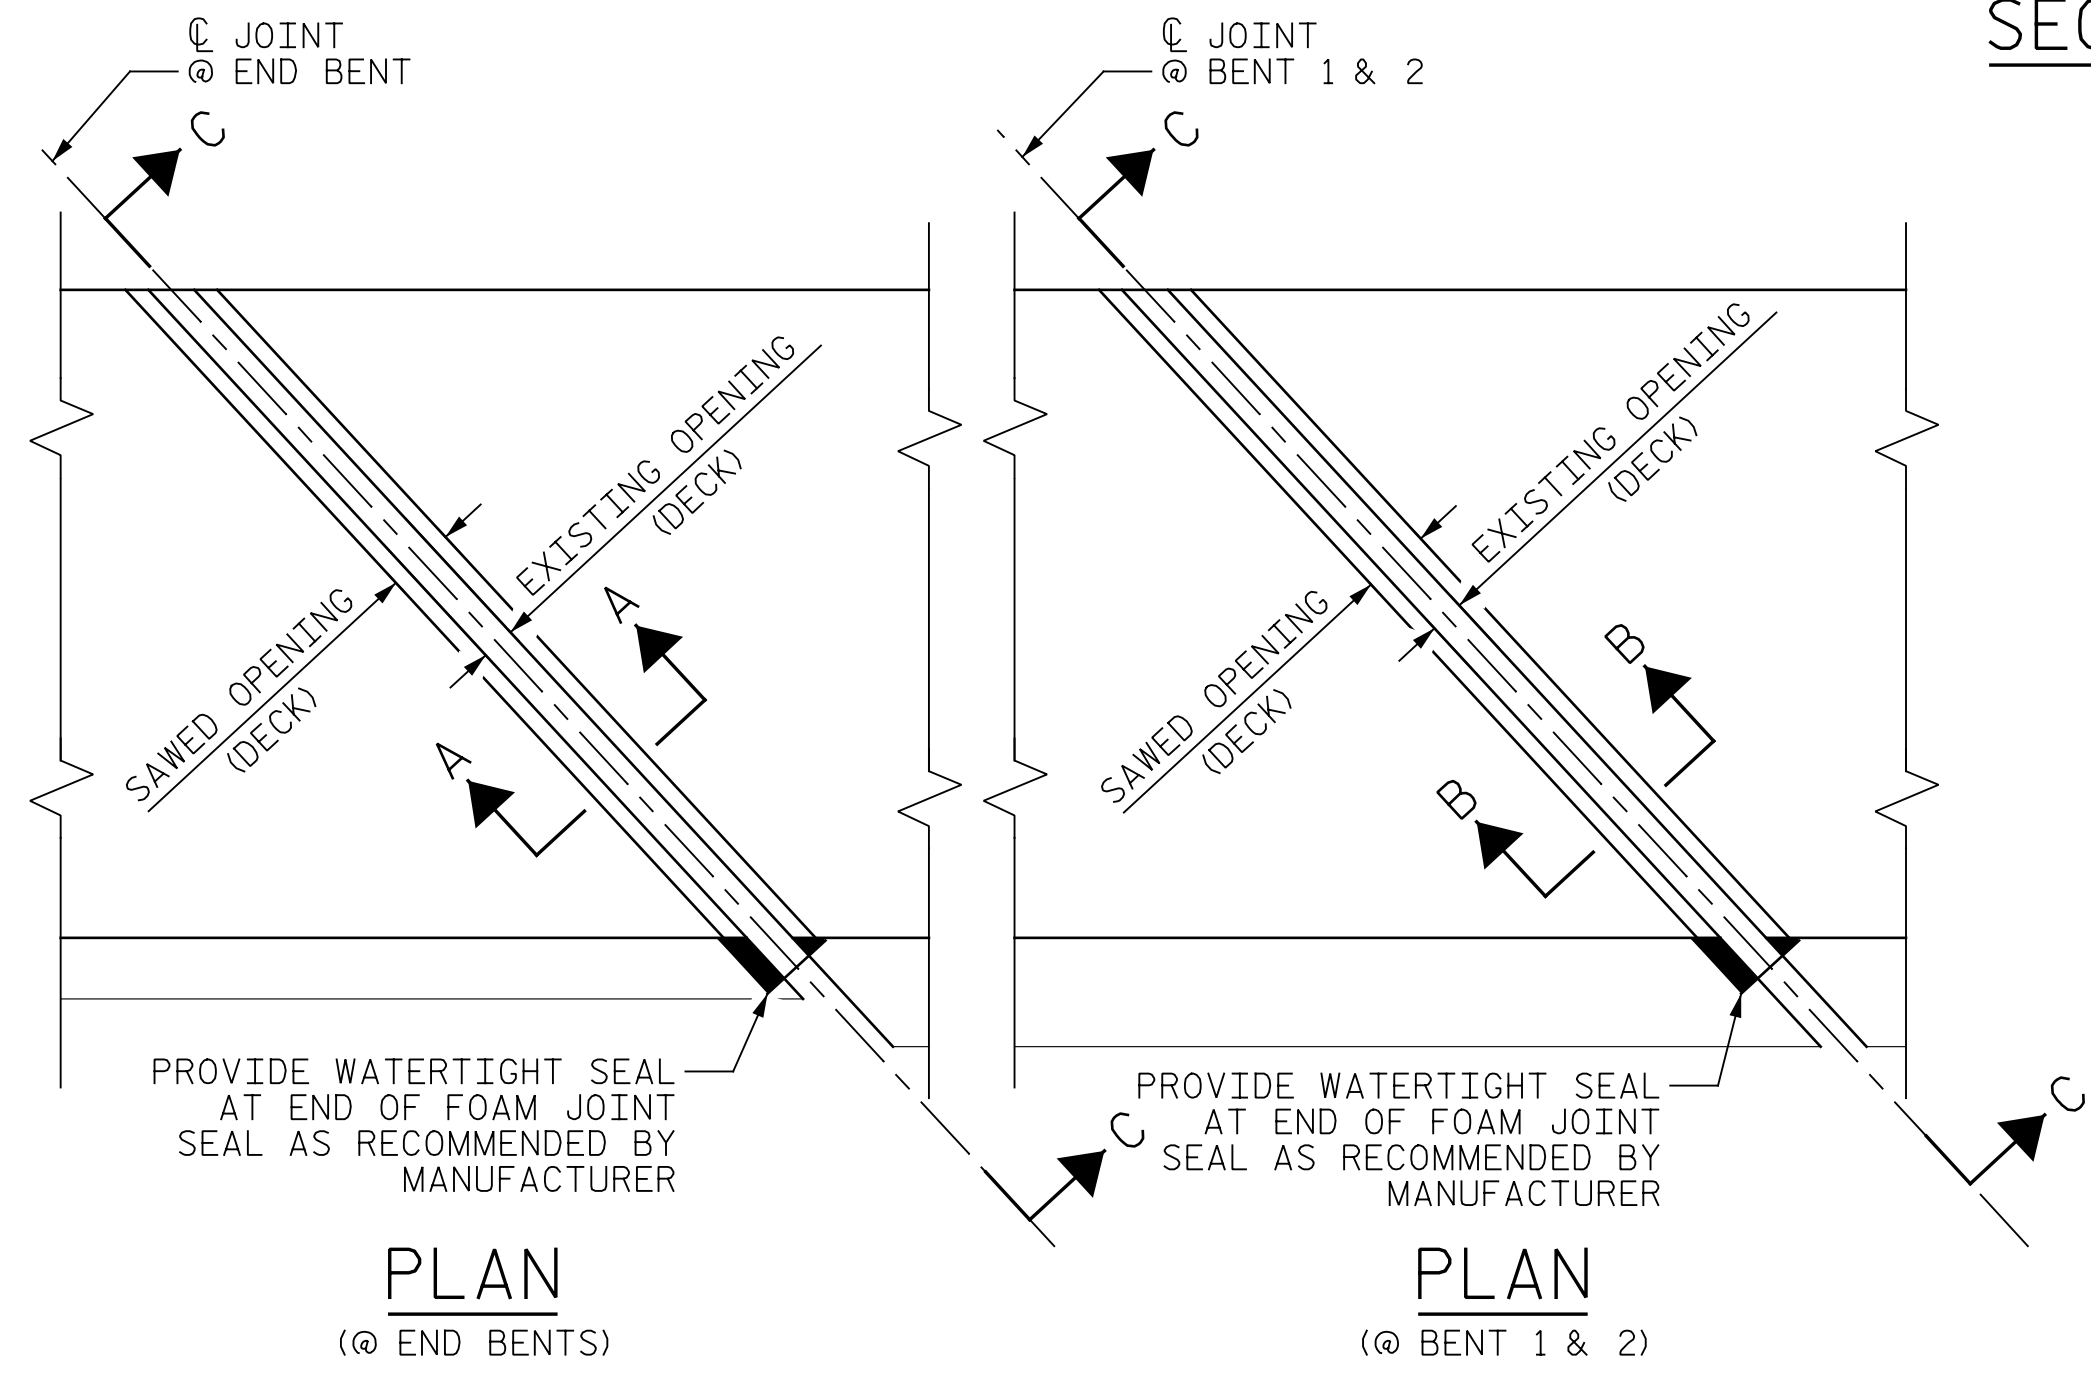 ℄ JOINT
@ END BENT
C
EXISTING OPENING
(DECK)
SAWED OPENING
(DECK)
A
A
PROVIDE WATERTIGHT SEAL
AT END OF FOAM JOINT
SEAL AS RECOMMENDED BY
MANUFACTURER
C
PLAN
(@ END BENTS)
℄ JOINT
@ BENT 1 & 2
C
EXISTING OPENING
(DECK)
SAWED OPENING
(DECK)
B
B
PROVIDE WATERTIGHT SEAL
AT END OF FOAM JOINT
SEAL AS RECOMMENDED BY
MANUFACTURER
C
PLAN
(@ BENT 1 & 2)